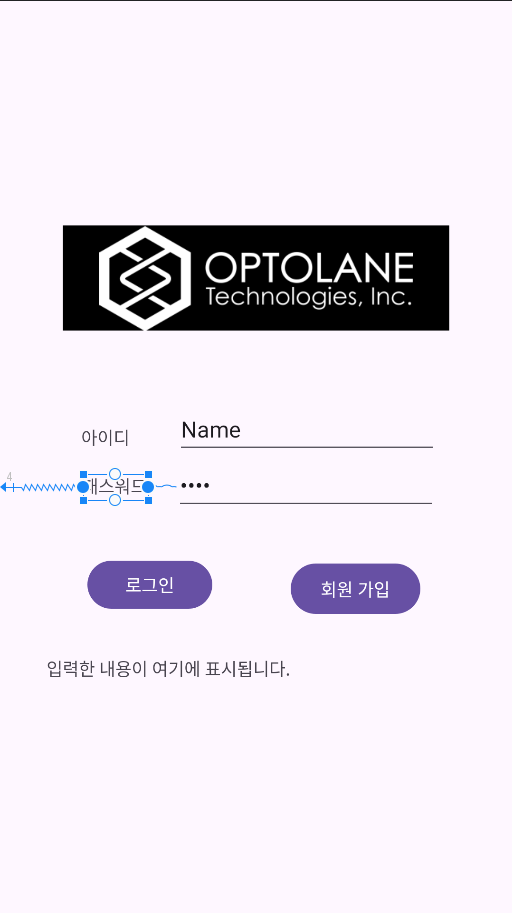 OPTOLANE
Technologies, Inc.
아이디
Name
4
패스워드
••••
로그인
회원 가입
입력한 내용이 여기에 표시됩니다.